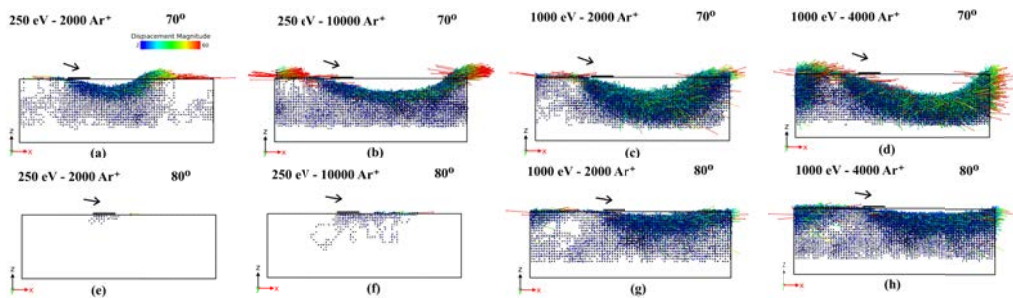 250 eV - 2000 Ar⁺ 70°
Displacement Magnitude
2 60
Z
Y X
(a)
250 eV - 10000 Ar⁺ 70°
Z
Y X
(b)
1000 eV - 2000 Ar⁺ 70°
Z
Y X
(c)
1000 eV - 4000 Ar⁺ 70°
Z
Y X
(d)
250 eV - 2000 Ar⁺ 80°
Z
Y X
(e)
250 eV - 10000 Ar⁺ 80°
Z
Y X
(f)
1000 eV - 2000 Ar⁺ 80°
Z
Y X
(g)
1000 eV - 4000 Ar⁺ 80°
Z
X
(h)